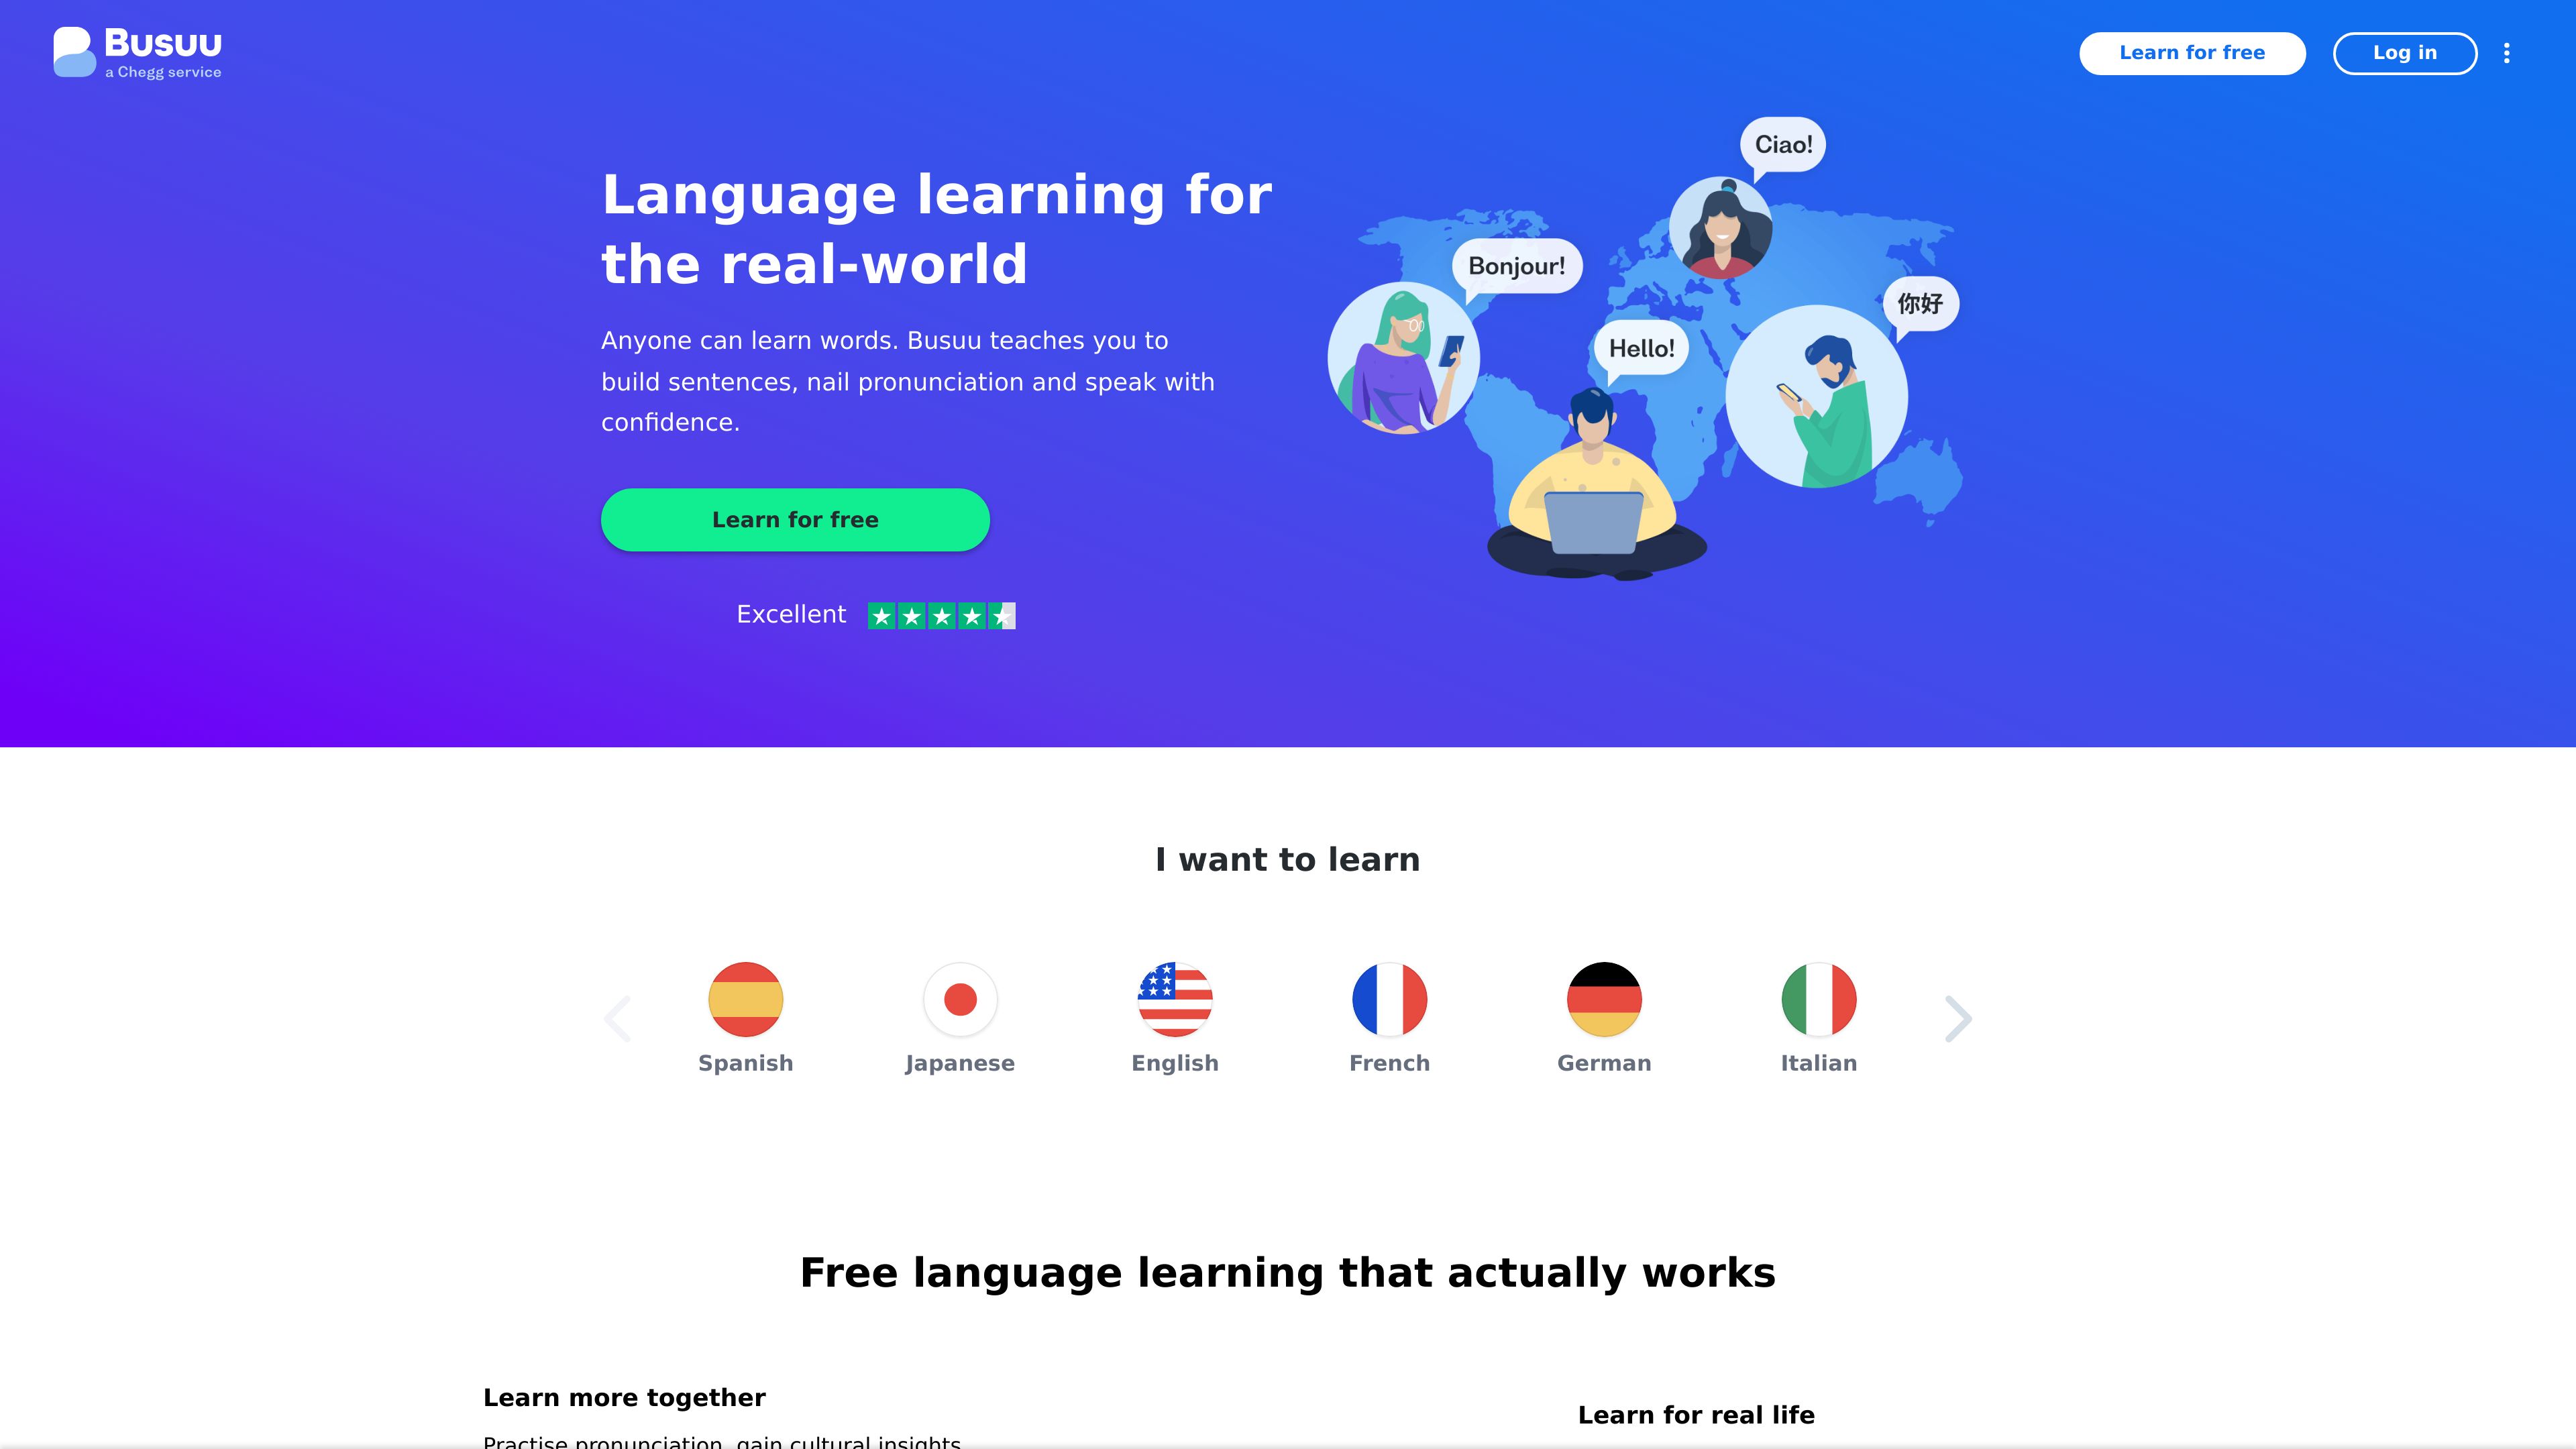 Busuu
a Chegg service
Learn for free
Log in
Language learning for
the real-world
Anyone can learn words. Busuu teaches you to
build sentences, nail pronunciation and speak with
confidence.
Learn for free
Excellent
Ciao!
Bonjour!
你好
Hello!
I want to learn
Spanish
Japanese
English
French
German
Italian
Free language learning that actually works
Learn more together
Practise pronunciation, gain cultural insights
Learn for real life